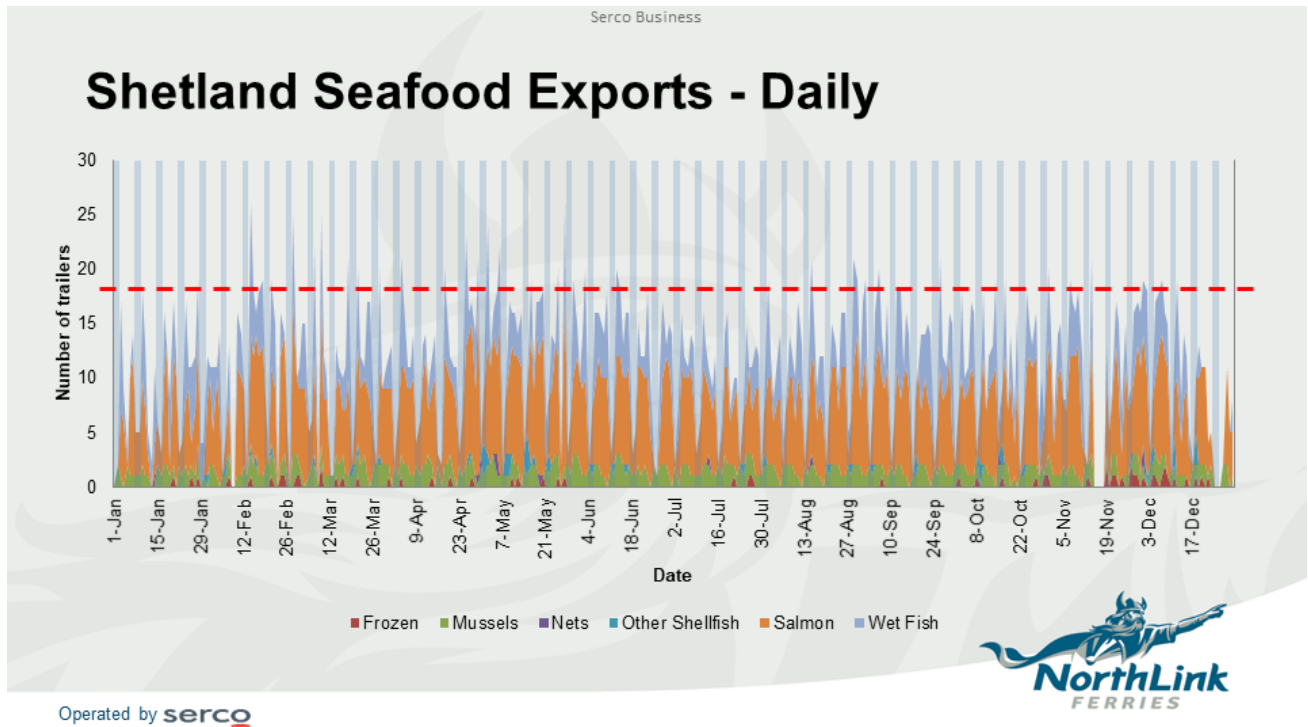 Serco Business
Shetland Seafood Exports - Daily
30
25
20
15
10
5
0
Number of trailers
1-Jan
15-Jan
29-Jan
12-Feb
26-Feb
12-Mar
26-Mar
9-Apr
23-Apr
7-May
21-May
4-Jun
18-Jun
2-Jul
16-Jul
30-Jul
13-Aug
27-Aug
10-Sep
24-Sep
8-Oct
22-Oct
5-Nov
19-Nov
3-Dec
17-Dec
Date
Frozen Mussels Nets Other Shellfish Salmon Wet Fish
NorthLink
FERRIES
Operated by serco